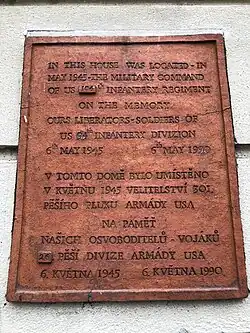 IN THIS HOUSE WAS LOCATED - IN
MAY 1945 - THE MILITARY COMMAND
OF US INFANTERY REGIMENT
ON THE MEMORY
OURS LIBERATORS - SOLDIERS OF
US INFANTERY DIVIZION
6th MAY 1945 6th MAY 1990
V TOMTO DOMĚ BYLO UMÍSTĚNO
V KVĚTNU 1945 VELITELSTVÍ 301.
PĚŠÍHO PLUKU ARMÁDY USA
NA PAMĚŤ
NAŠICH OSVOBODITELŮ - VOJÁKŮ
PĚŠÍ DIVIZE ARMÁDY USA
6. KVĚTNA 1945 6. KVĚTNA 1990